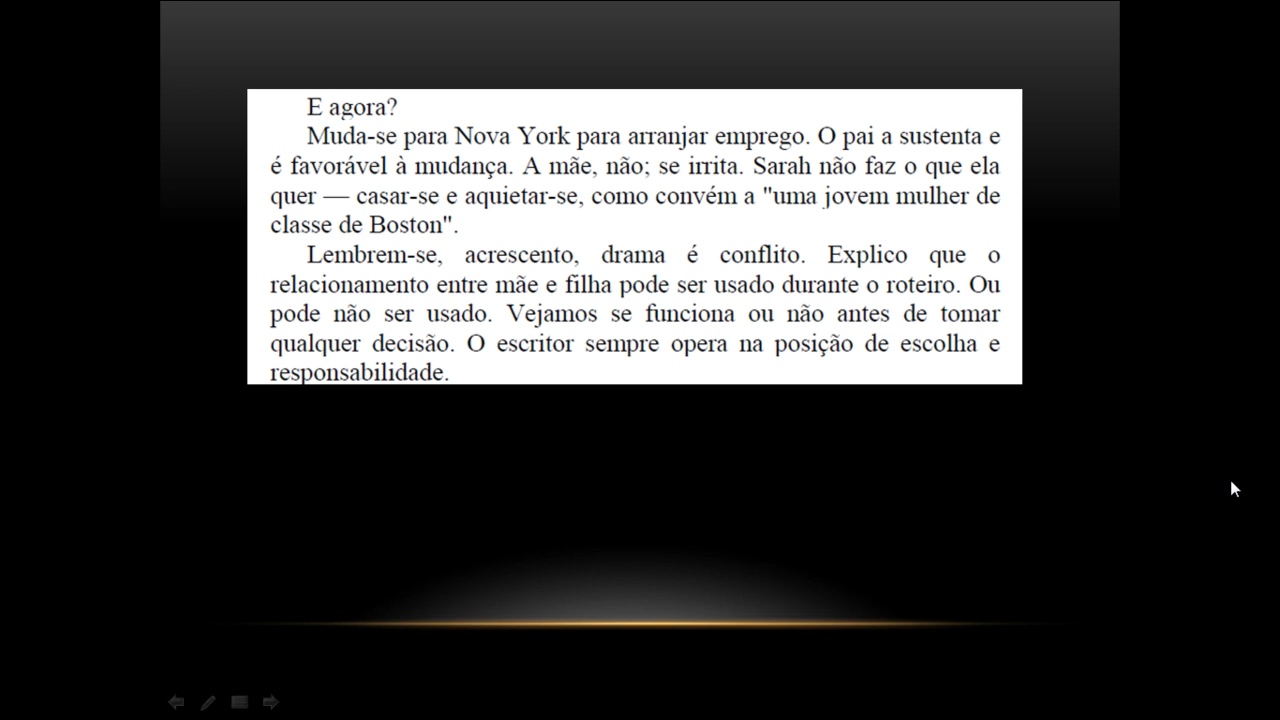 E agora?
Muda-se para Nova York para arranjar emprego. O pai a sustenta e
é favorável à mudança. A mãe, não; se irrita. Sarah não faz o que ela
quer — casar-se e aquietar-se, como convém a "uma jovem mulher de
classe de Boston".
Lembrem-se, acrescento, drama é conflito. Explico que o
relacionamento entre mãe e filha pode ser usado durante o roteiro. Ou
pode não ser usado. Vejamos se funciona ou não antes de tomar
qualquer decisão. O escritor sempre opera na posição de escolha e
responsabilidade.